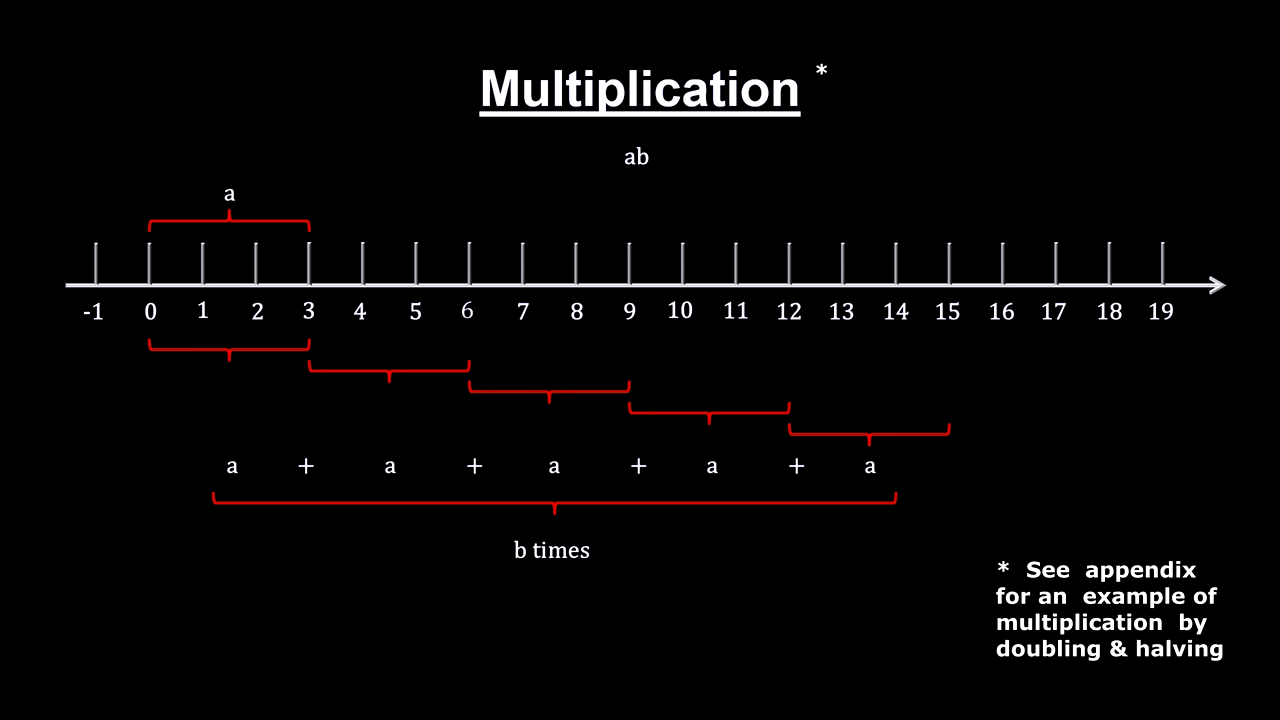 Multiplication *
ab
a
-1 0 1 2 3 4 5 6 7 8 9 10 11 12 13 14 15 16 17 18 19
a + a + a + a + a
b times
* See appendix
for an example of
multiplication by
doubling & halving